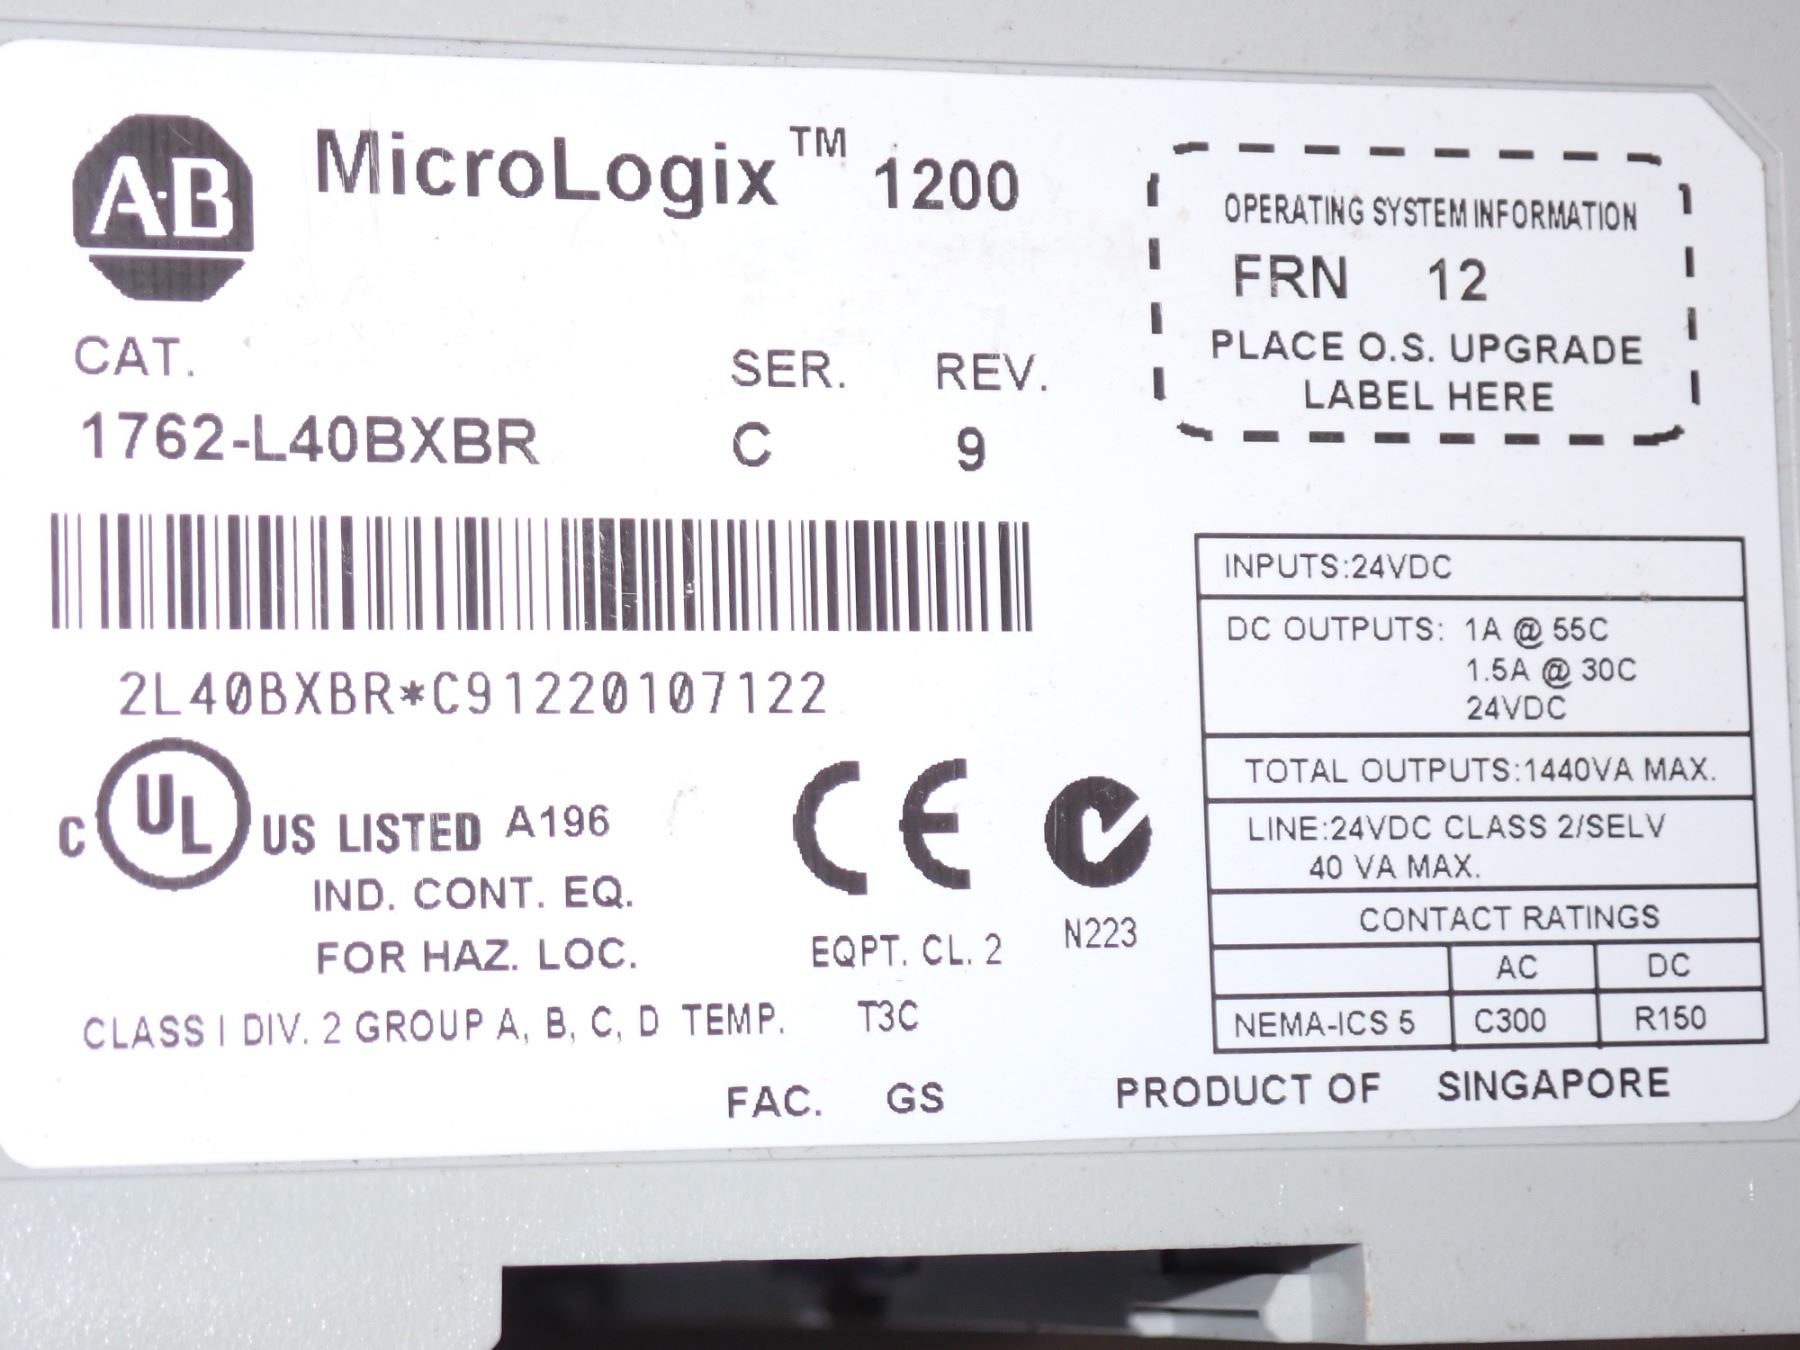 A·B
MicroLogix™ 1200
CAT.
SER.
REV.
1762-L40BXBR
C
9
2L40BXBR*C91220107122
C UL US LISTED A196
IND. CONT. EQ.
FOR HAZ. LOC.
CE
EQPT. CL. 2
N223
CLASS I DIV. 2 GROUP A, B, C, D TEMP. T3C
FAC. GS
OPERATING SYSTEM INFORMATION
FRN 12
PLACE O.S. UPGRADE
LABEL HERE
INPUTS:24VDC
DC OUTPUTS: 1A @ 55C
1.5A @ 30C
24VDC
TOTAL OUTPUTS:1440VA MAX.
LINE:24VDC CLASS 2/SELV
40 VA MAX.
CONTACT RATINGS
AC DC
NEMA-ICS 5 C300 R150
PRODUCT OF SINGAPORE